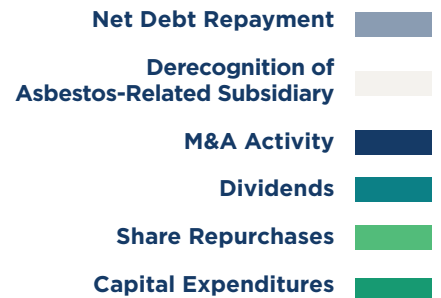 Net Debt Repayment
Derecognition of
Asbestos-Related Subsidiary
M&A Activity
Dividends
Share Repurchases
Capital Expenditures